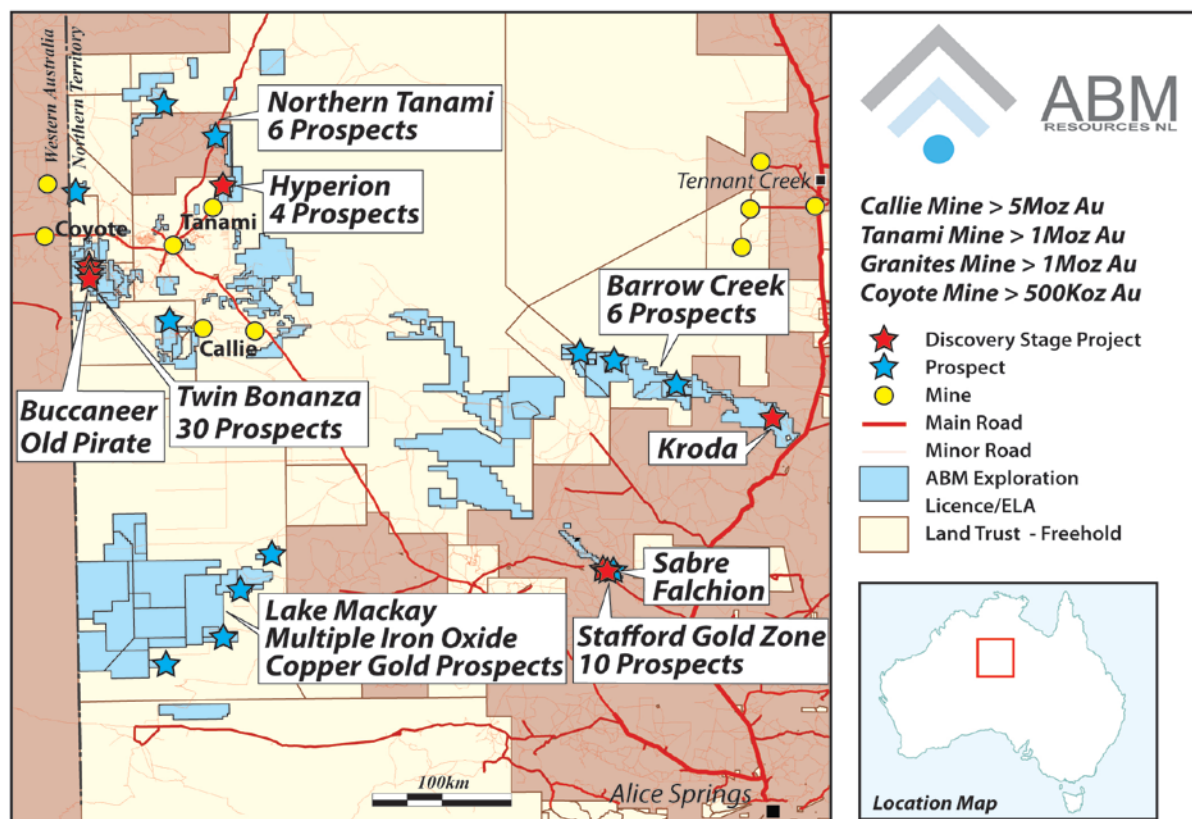 Western Australia
Northern Territory
Northern Tanami
6 Prospects
Hyperion
4 Prospects
Coyote
Tanami
Callie
Buccaneer
Old Pirate
Twin Bonanza
30 Prospects
Tennant Creek
Barrow Creek
6 Prospects
Kroda
Lake Mackay
Multiple Iron Oxide
Copper Gold Prospects
Sabre
Falchion
Stafford Gold Zone
10 Prospects
100km
Alice Springs
ABM
RESOURCES NL
Callie Mine > 5Moz Au
Tanami Mine > 1Moz Au
Granites Mine > 1Moz Au
Coyote Mine > 500Koz Au
Discovery Stage Project
Prospect
Mine
Main Road
Minor Road
ABM Exploration
Licence/ELA
Land Trust - Freehold
Location Map